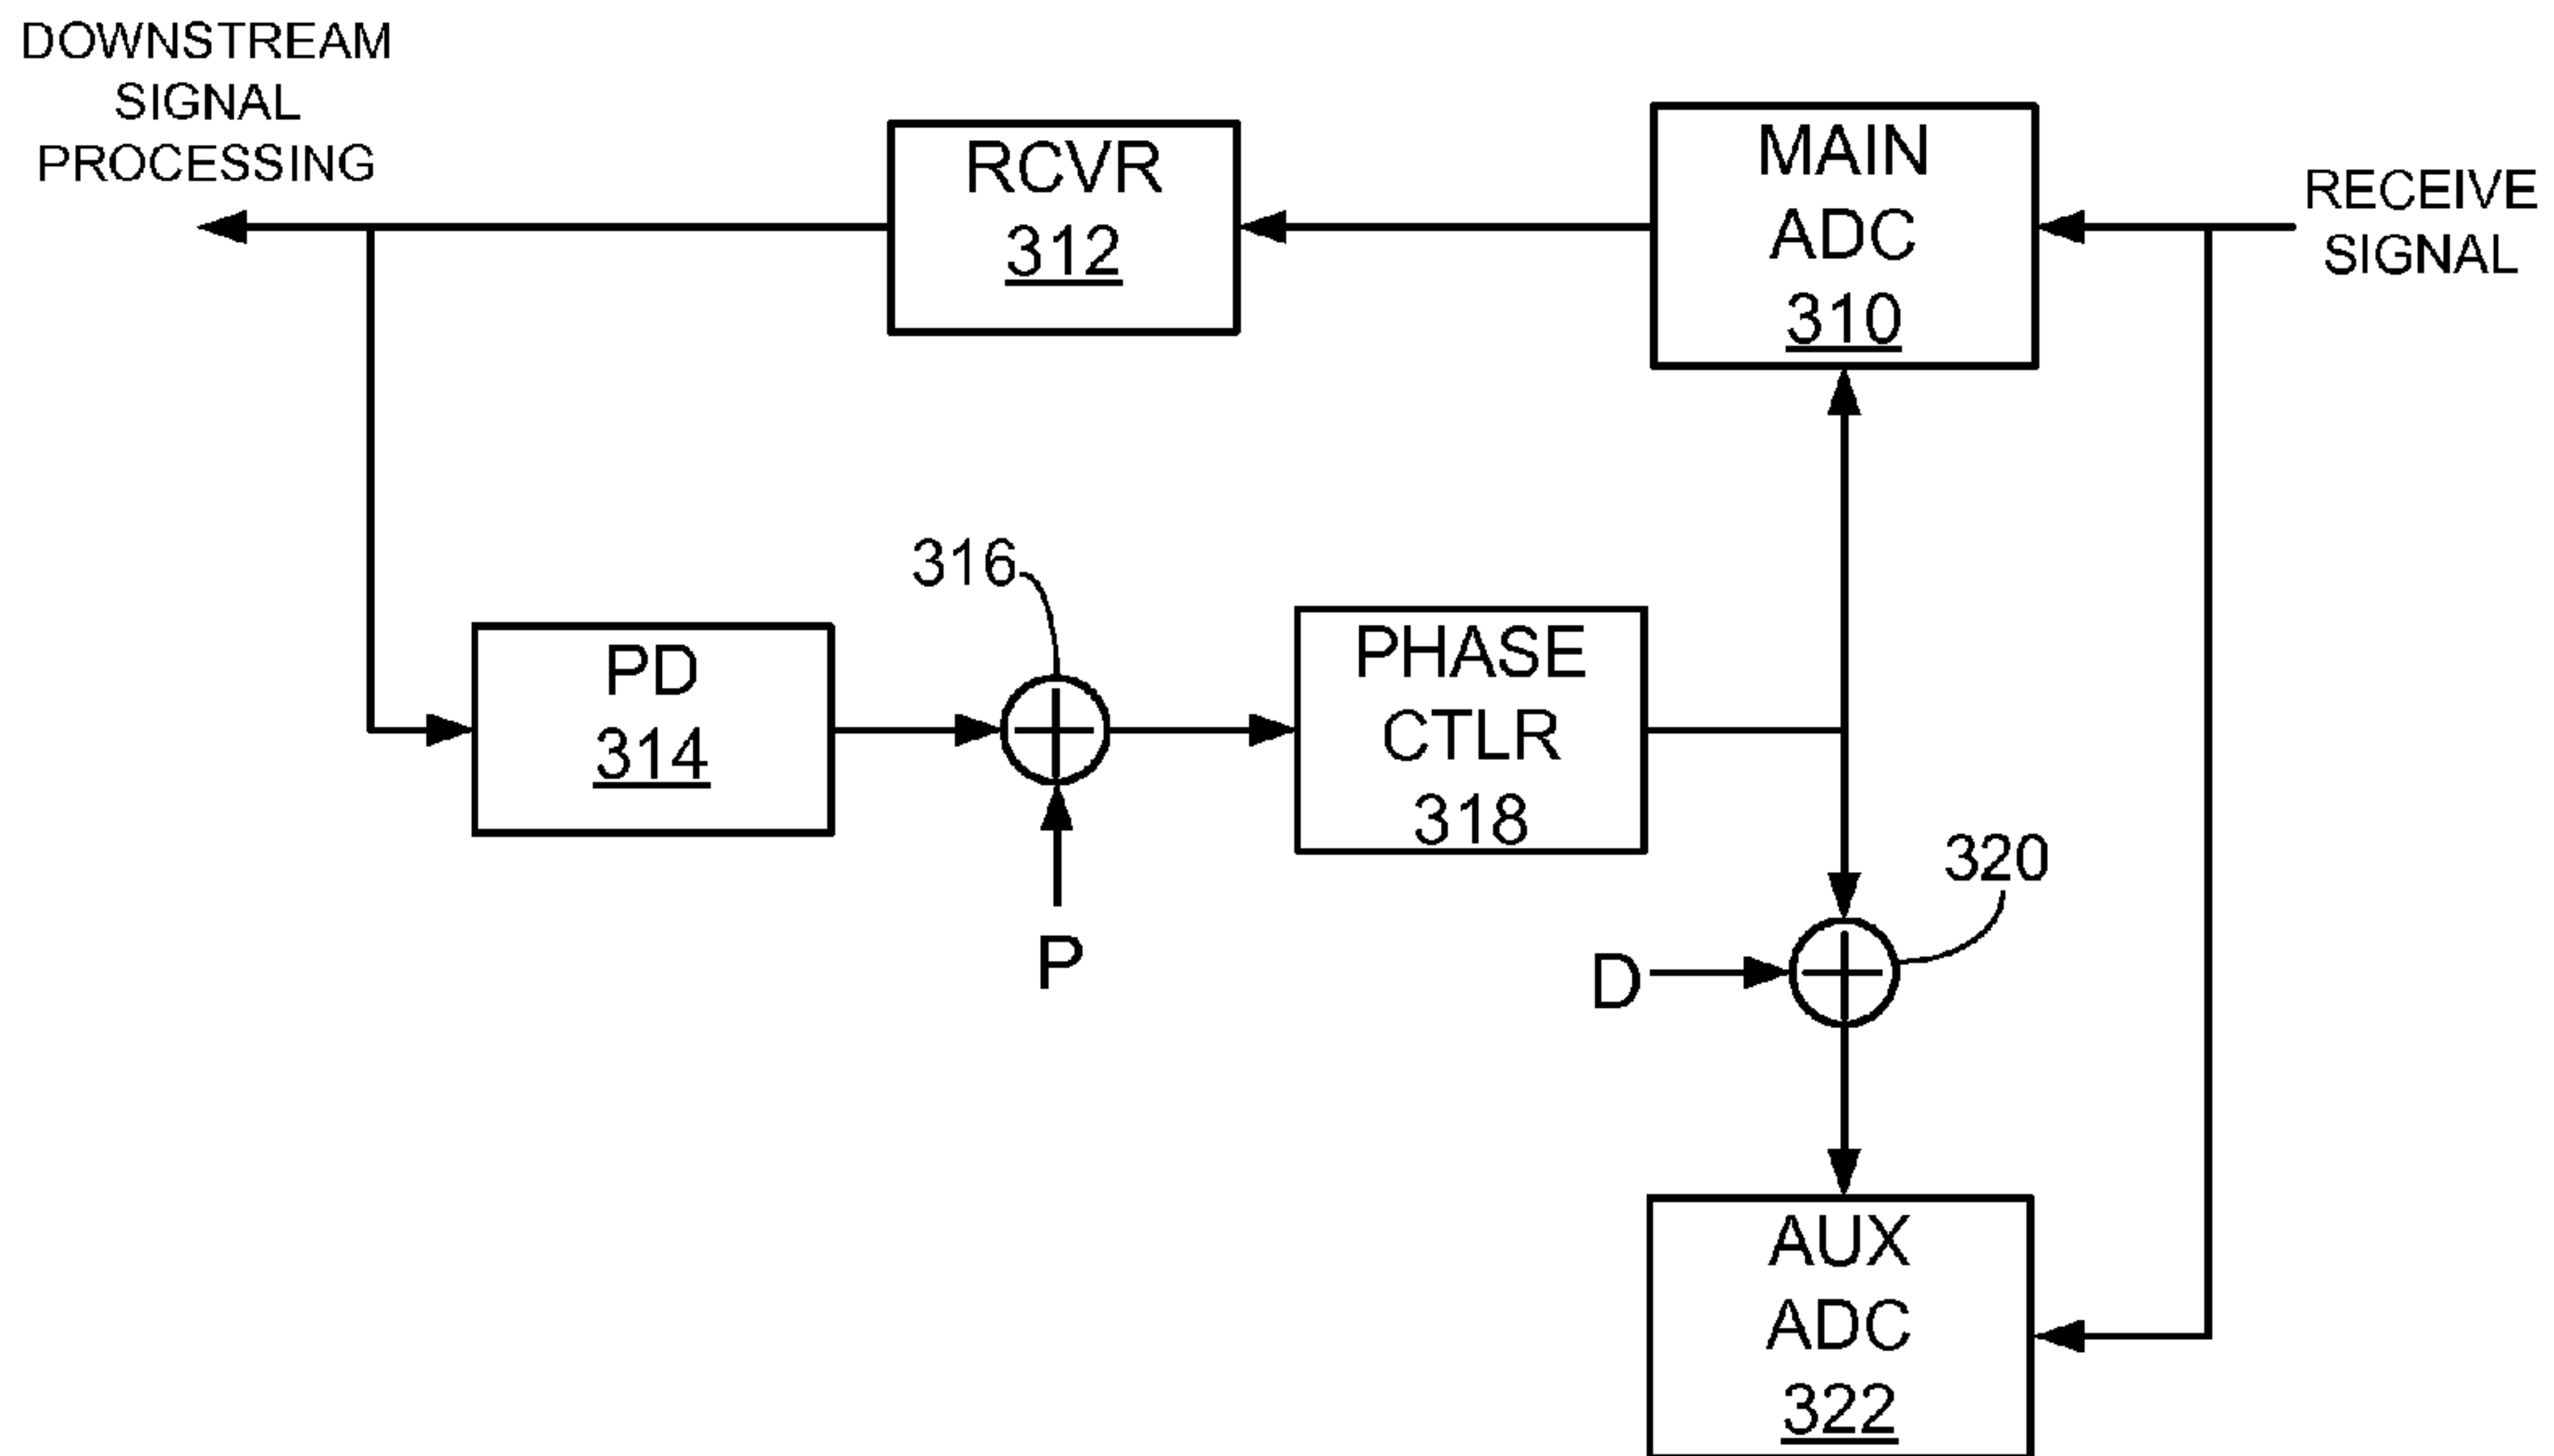 DOWNSTREAM
SIGNAL
PROCESSING
RCVR
312
MAIN
ADC
310
RECEIVE
SIGNAL
316
PD
314
PHASE
CTLR
318
P
320
D
AUX
ADC
322